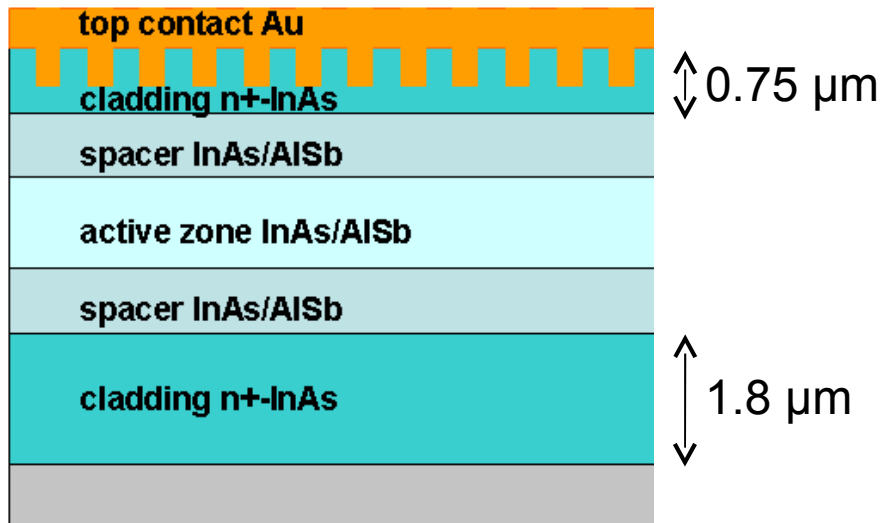 top contact Au
0.75 µm
cladding n+-InAs
spacer InAs/AlSb
active zone InAs/AlSb
spacer InAs/AlSb
cladding n+-InAs
1.8 µm